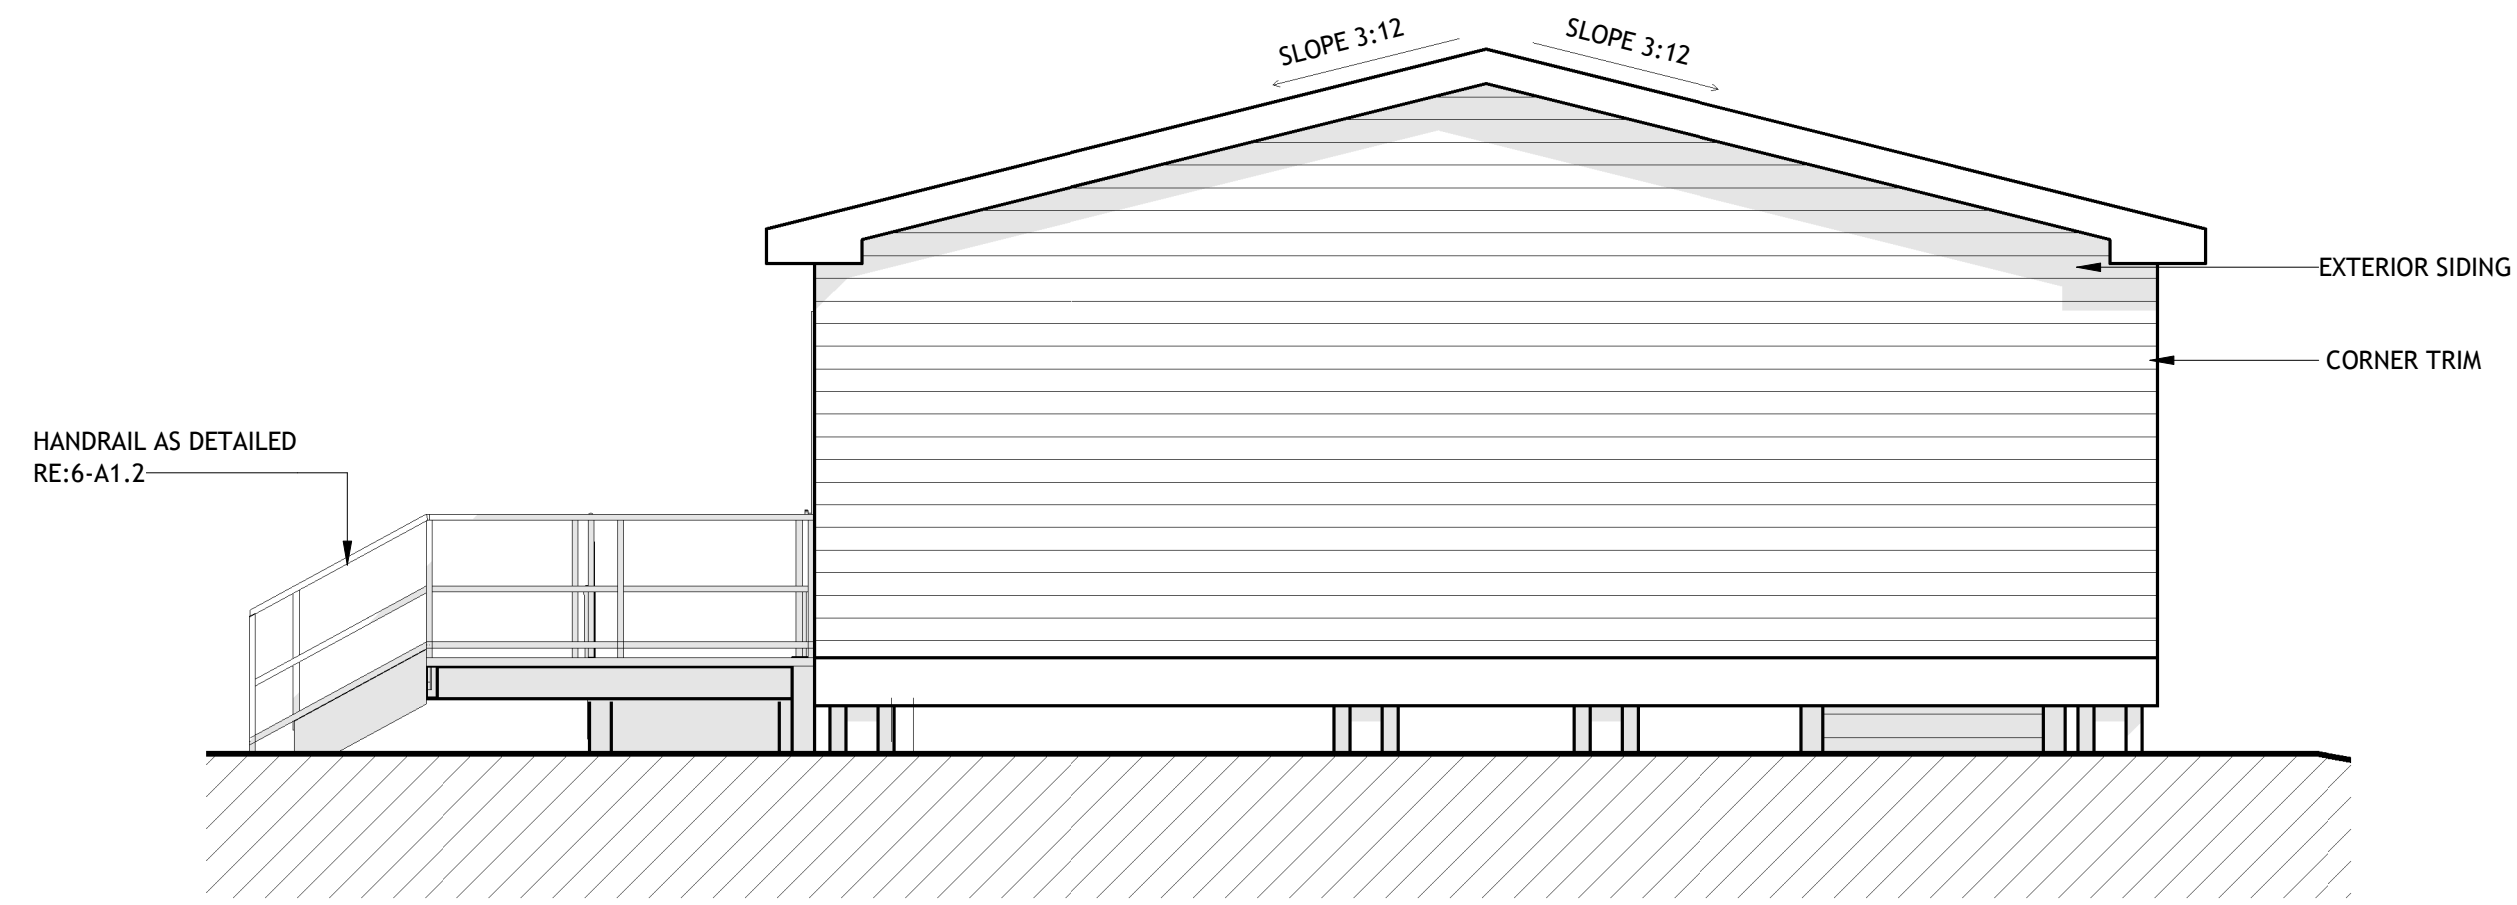 SLOPE 3:12
SLOPE 3:12
EXTERIOR SIDING
CORNER TRIM
HANDRAIL AS DETAILED
RE:6-A1.2